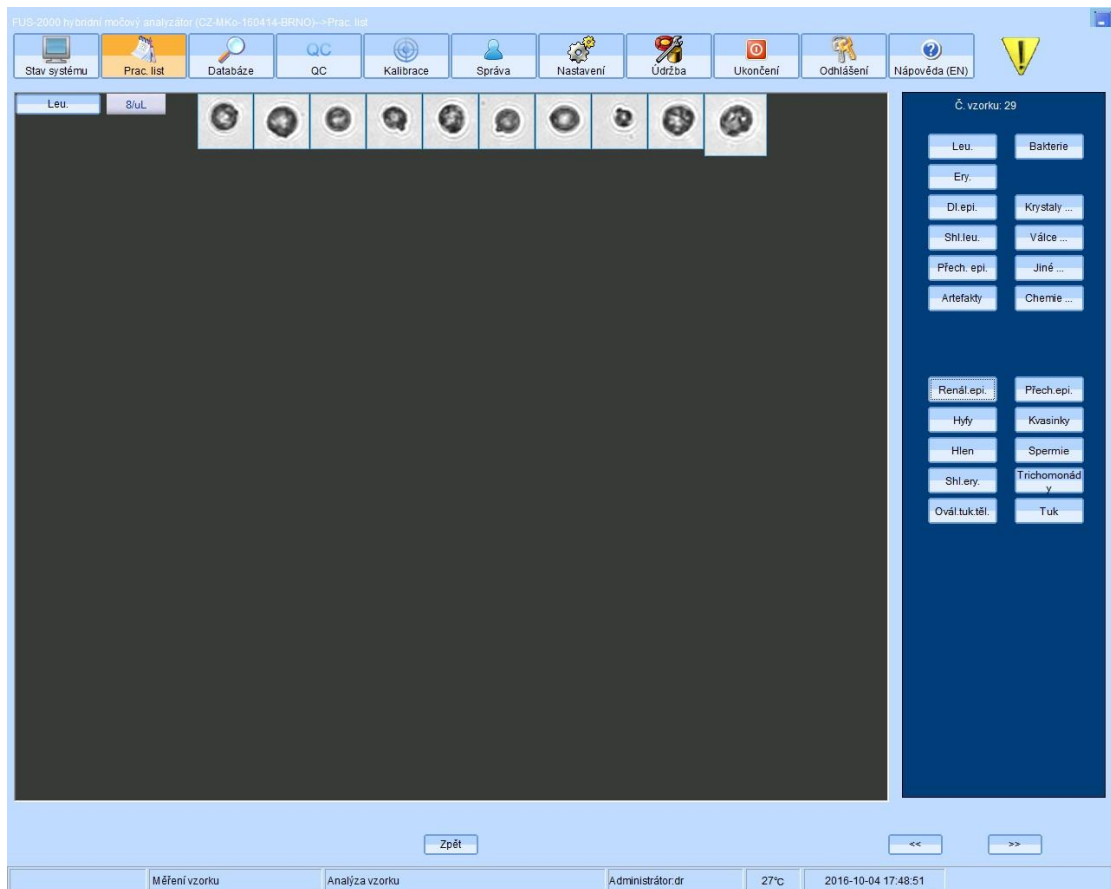 FUS-2000 hybridní močový analyzátor (CZ-MKo-160414-BRNO)-->Prac. list
QC
Stav systému Prac. list Databáze QC Kalibrace Správa Nastavení Údržba Ukončení Odhlášení Nápověda (EN)
Leu. 8/uL
Č. vzorku: 29
Leu. Bakterie
Ery.
Dl.epi. Krystaly ...
Shl.leu. Válce ...
Přech. epi. Jiné ...
Artefakty Chemie ...
Renál.epi. Přech.epi.
Hyfy Kvasinky
Hlen Spermie
Shl.ery. Trichomonád
y
Ovál.tuk.těl. Tuk
Zpět << >>
Měření vzorku Analýza vzorku Administrátor:dr 27°C 2016-10-04 17:48:51